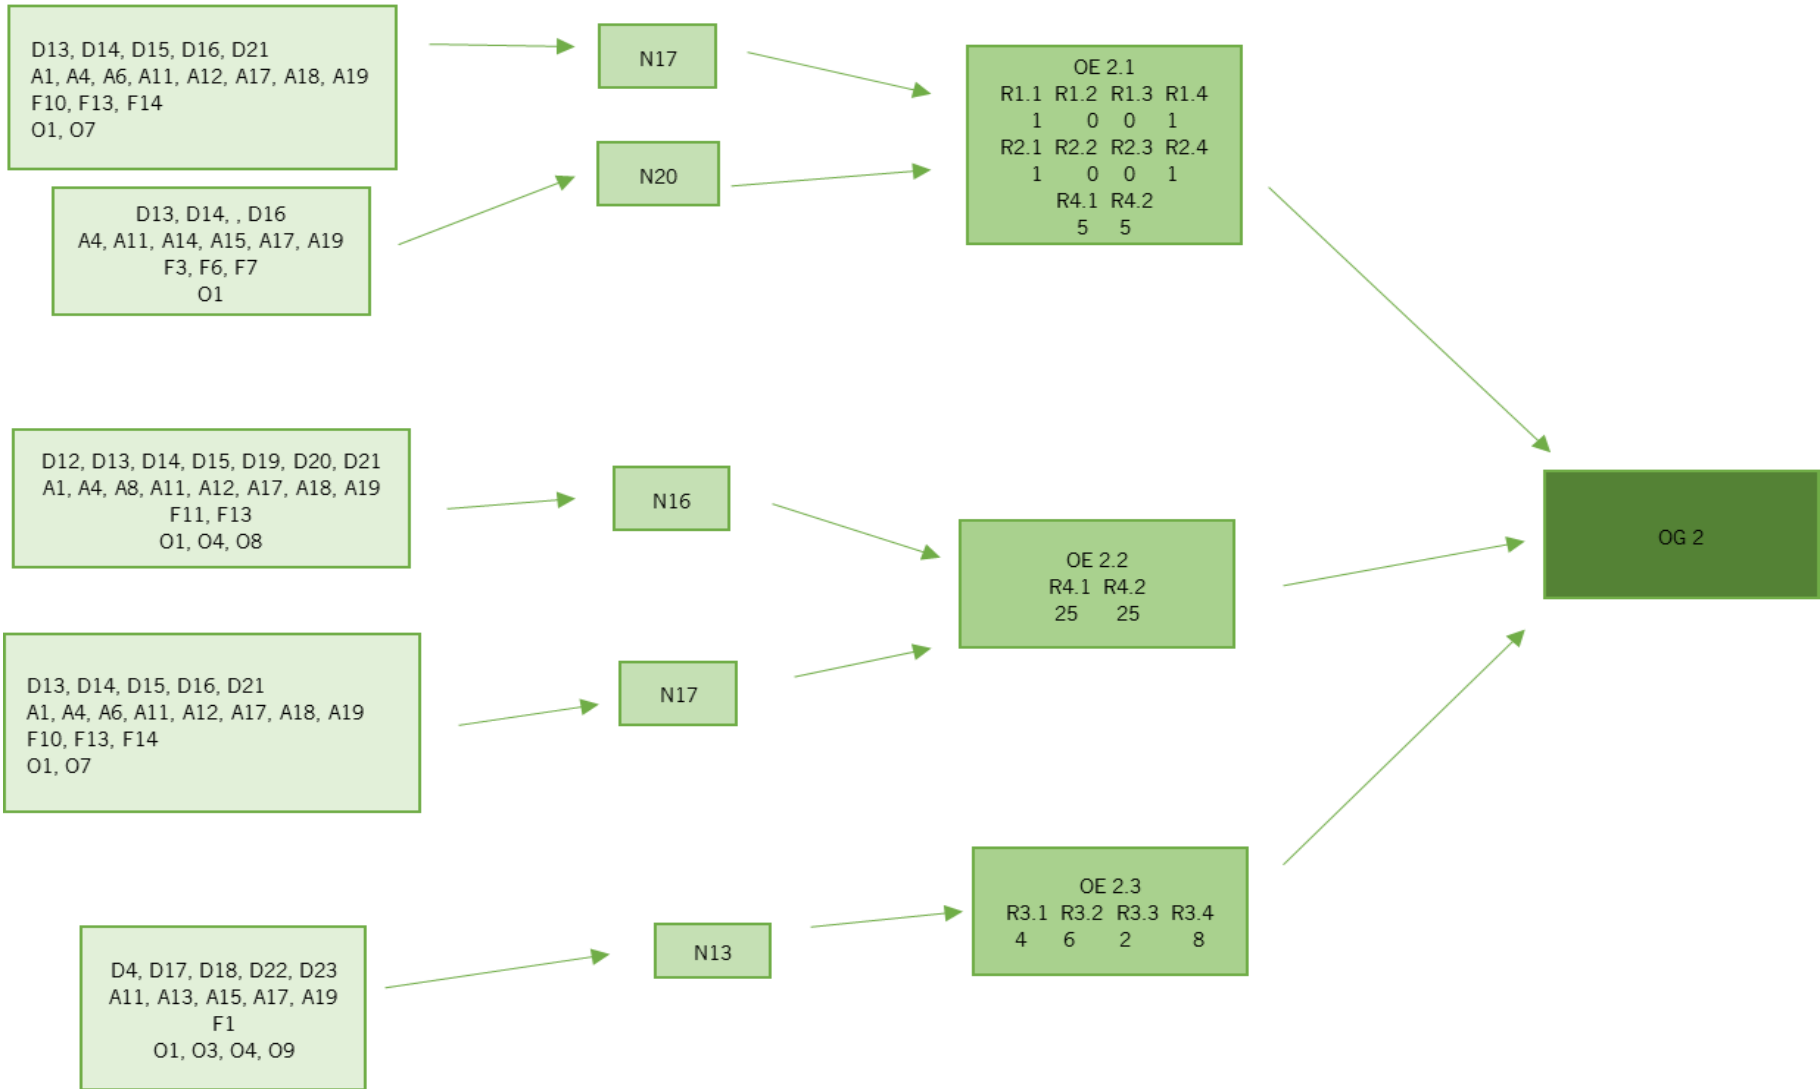 D13, D14, D15, D16, D21
A1, A4, A6, A11, A12, A17, A18, A19
F10, F13, F14
O1, O7
N17
OE 2.1
R1.1 R1.2 R1.3 R1.4
1 0 0 1
R2.1 R2.2 R2.3 R2.4
1 0 0 1
R4.1 R4.2
5 5
N20
D13, D14, , D16
A4, A11, A14, A15, A17, A19
F3, F6, F7
O1
D12, D13, D14, D15, D19, D20, D21
A1, A4, A8, A11, A12, A17, A18, A19
F11, F13
O1, O4, O8
N16
OE 2.2
R4.1 R4.2
25 25
OG 2
D13, D14, D15, D16, D21
A1, A4, A6, A11, A12, A17, A18, A19
F10, F13, F14
O1, O7
N17
OE 2.3
R3.1 R3.2 R3.3 R3.4
4 6 2 8
N13
D4, D17, D18, D22, D23
A11, A13, A15, A17, A19
F1
O1, O3, O4, O9